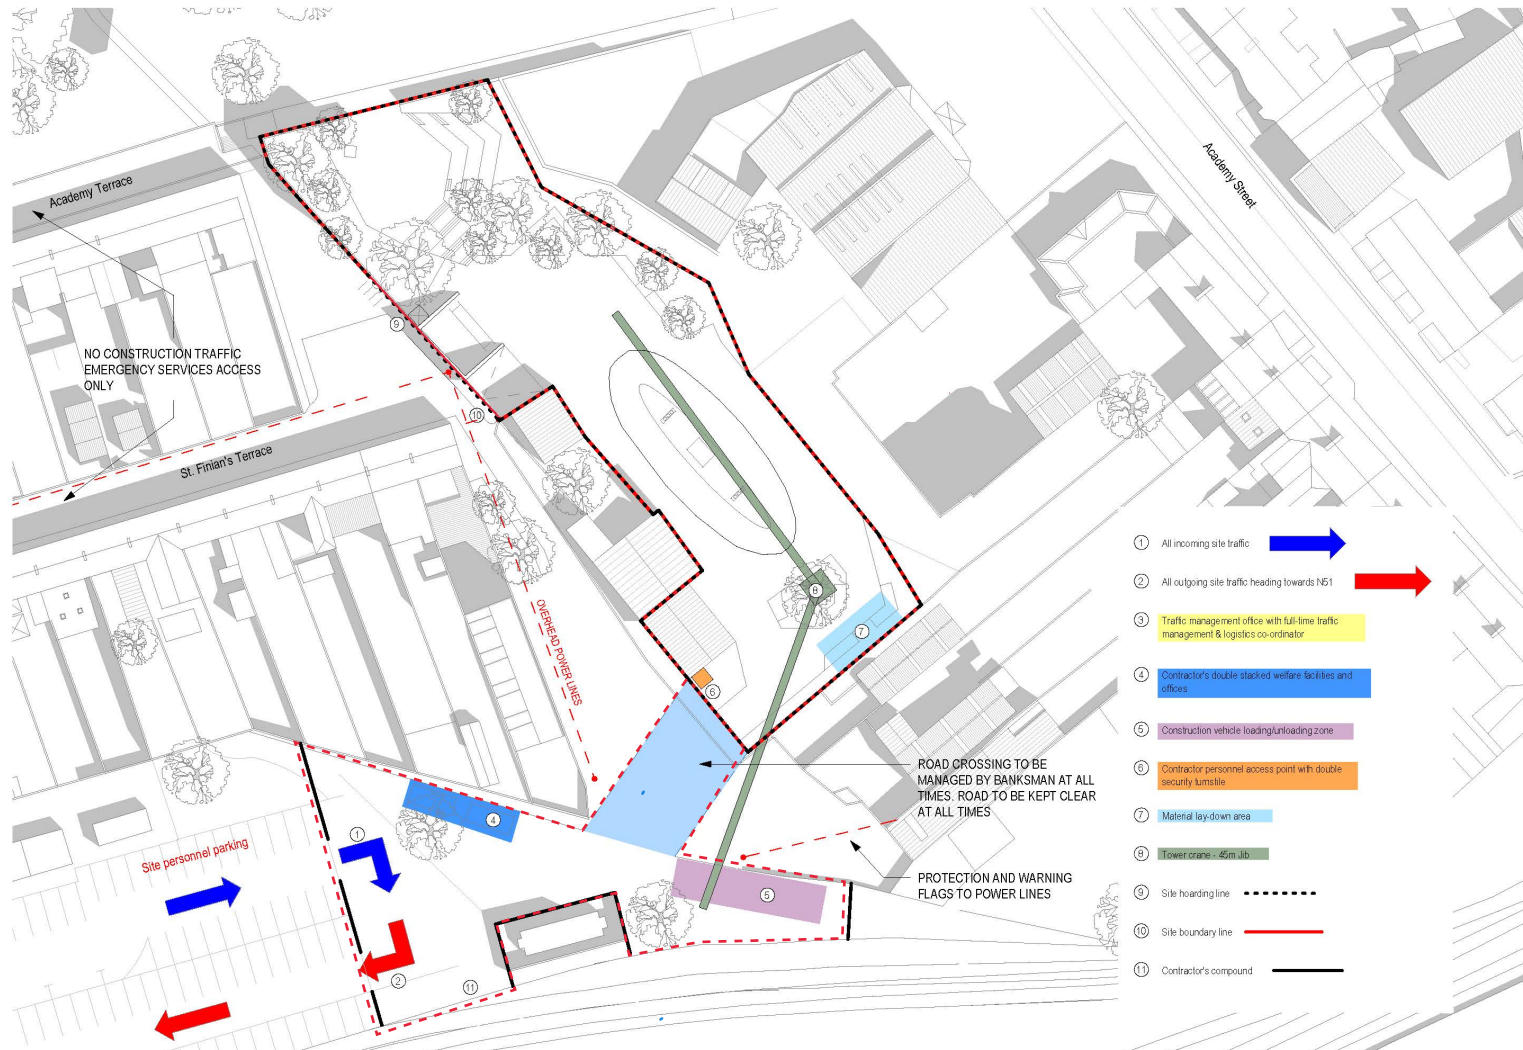 Academy Terrace
Academy Street
NO CONSTRUCTION TRAFFIC
EMERGENCY SERVICES ACCESS
ONLY
9
10
St. Finian's Terrace
OVERHEAD POWER LINES
8
7
6
ROAD CROSSING TO BE
MANAGED BY BANKSMAN AT ALL
TIMES. ROAD TO BE KEPT CLEAR
AT ALL TIMES
4
1
Site personnel parking
PROTECTION AND WARNING
FLAGS TO POWER LINES
5
2
11
1 All incoming site traffic
2 All outgoing site traffic heading towards N51
3 Traffic management office with full-time traffic
management & logistics co-ordinator
4 Contractor's double stacked welfare facilities and
offices
5 Construction vehicle loading/unloading zone
6 Contractor personnel access point with double
security turnstile
7 Material lay-down area
8 Tower crane - 45m Jib
9 Site hoarding line
10 Site boundary line
11 Contractor's compound